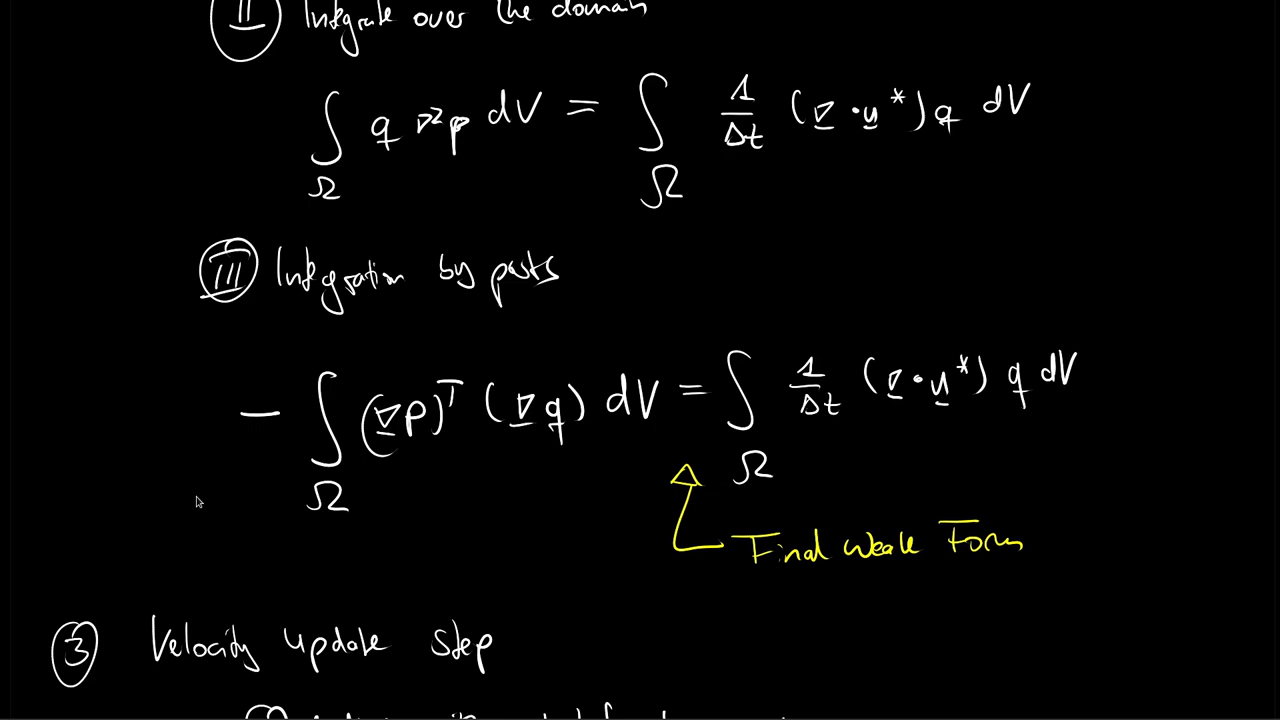 II Integrate over the domain
∫_Ω q ∇²p dV = ∫_Ω 1/Δt (∇ · u*) q dV
III Integration by parts
− ∫_Ω (∇p)^T (∇q) dV = ∫_Ω 1/Δt (∇ · u*) q dV
Final Weak Form
3 Velocity update step